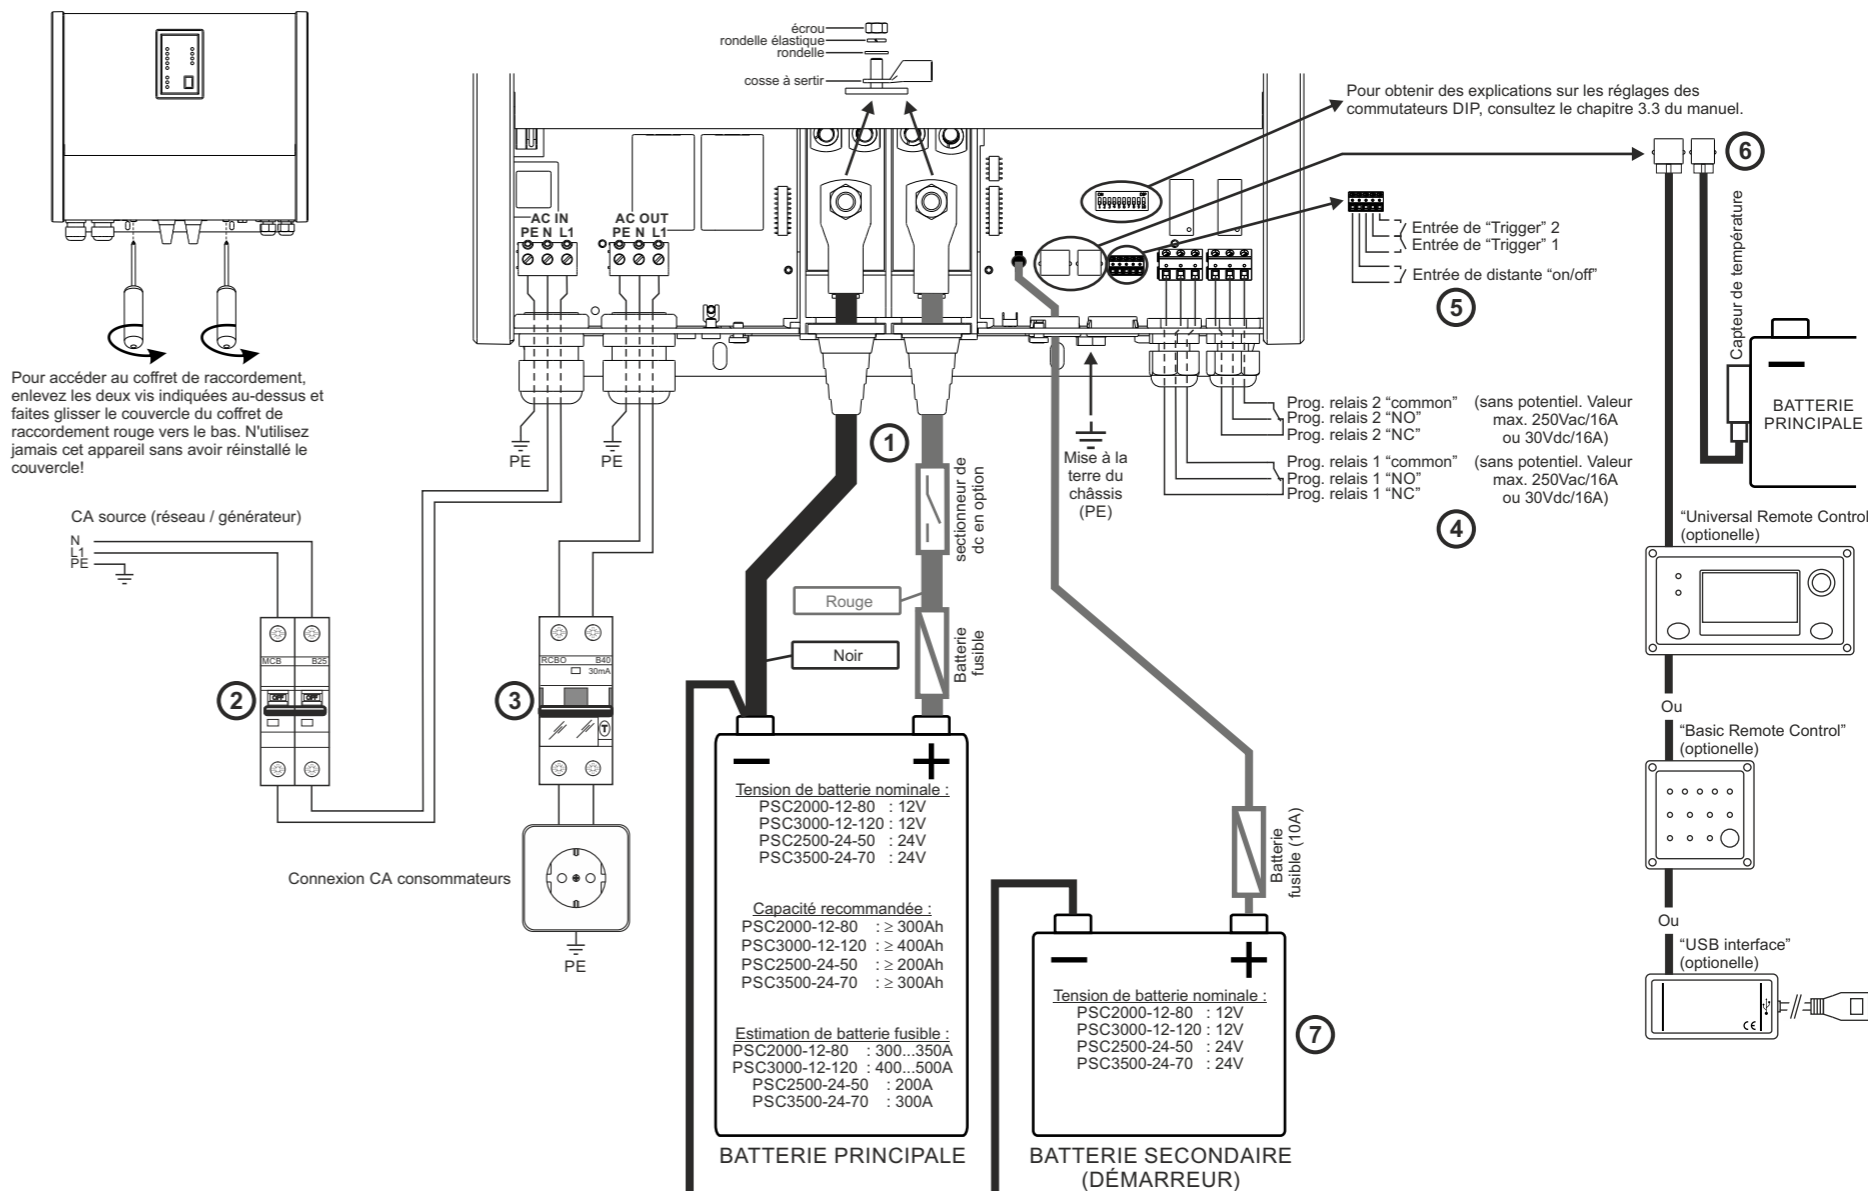 écrou
rondelle élastique
rondelle
cosse à sertir
Pour obtenir des explications sur les réglages des
commutateurs DIP, consultez le chapitre 3.3 du manuel.
6
AC IN
PE N L1
AC OUT
PE N L1
Entrée de “Trigger” 2
Entrée de “Trigger” 1
Entrée de distante “on/off”
5
Capteur de température
BATTERIE
PRINCIPALE
Pour accéder au coffret de raccordement,
enlevez les deux vis indiquées au-dessus et
faites glisser le couvercle du coffret de
raccordement rouge vers le bas. N'utilisez
jamais cet appareil sans avoir réinstallé le
couvercle!
PE
PE
1
Mise à la
terre du
châssis
(PE)
Prog. relais 2 “common”
Prog. relais 2 “NO”
Prog. relais 2 “NC”
(sans potentiel. Valeur
max. 250Vac/16A
ou 30Vdc/16A)
Prog. relais 1 “common”
Prog. relais 1 “NO”
Prog. relais 1 “NC”
(sans potentiel. Valeur
max. 250Vac/16A
ou 30Vdc/16A)
4
CA source (réseau / générateur)
N
L1
PE
sectionneur de
dc en option
“Universal Remote Control
(optionelle)
Rouge
Noir
Batterie
fusible
MCB B25
OFF OFF
2
RCBO B40
30mA
T
3
Ou
“Basic Remote Control”
(optionelle)
Connexion CA consommateurs
PE
Tension de batterie nominale :
PSC2000-12-80 : 12V
PSC3000-12-120 : 12V
PSC2500-24-50 : 24V
PSC3500-24-70 : 24V
Capacité recommandée :
PSC2000-12-80 : ≥ 300Ah
PSC3000-12-120 : ≥ 400Ah
PSC2500-24-50 : ≥ 200Ah
PSC3500-24-70 : ≥ 300Ah
Estimation de batterie fusible :
PSC2000-12-80 : 300...350A
PSC3000-12-120 : 400...500A
PSC2500-24-50 : 200A
PSC3500-24-70 : 300A
BATTERIE PRINCIPALE
Batterie
fusible (10A)
Tension de batterie nominale :
PSC2000-12-80 : 12V
PSC3000-12-120 : 12V
PSC2500-24-50 : 24V
PSC3500-24-70 : 24V
7
BATTERIE SECONDAIRE
(DÉMARREUR)
Ou
“USB interface”
(optionelle)
CE